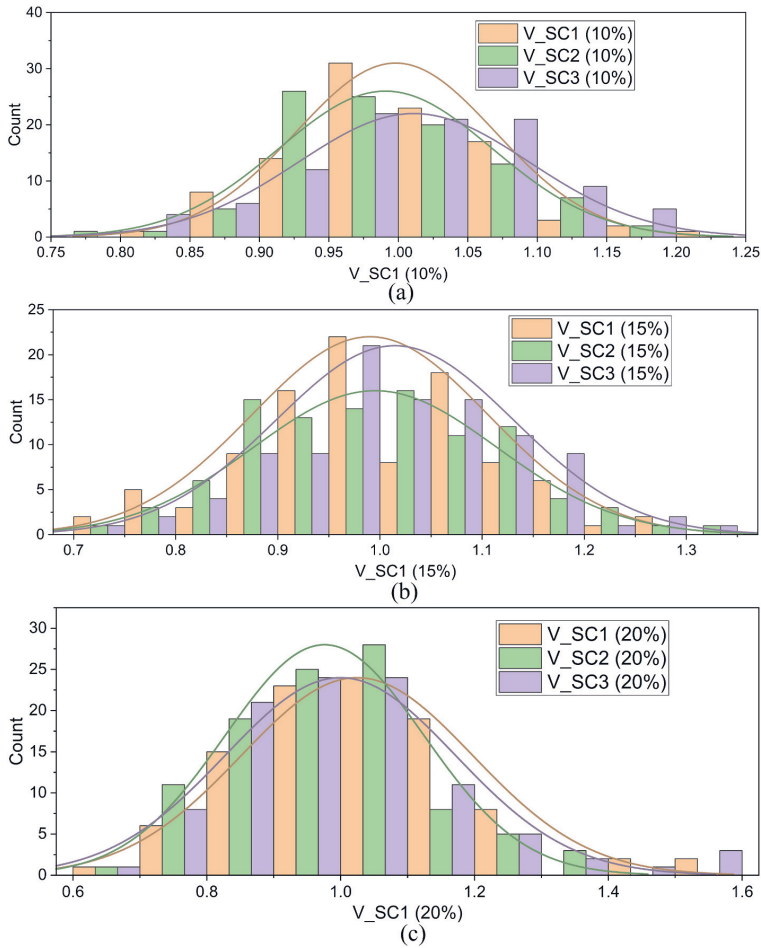 40
30
20
10
0
Count
V_SC1 (10%)
V_SC2 (10%)
V_SC3 (10%)
0.75 0.80 0.85 0.90 0.95 1.00 1.05 1.10 1.15 1.20 1.25
V_SC1 (10%)
(a)
25
20
15
10
5
0
Count
V_SC1 (15%)
V_SC2 (15%)
V_SC3 (15%)
0.7 0.8 0.9 1.0 1.1 1.2 1.3
V_SC1 (15%)
(b)
30
25
20
15
10
5
0
Count
V_SC1 (20%)
V_SC2 (20%)
V_SC3 (20%)
0.6 0.8 1.0 1.2 1.4 1.6
V_SC1 (20%)
(c)